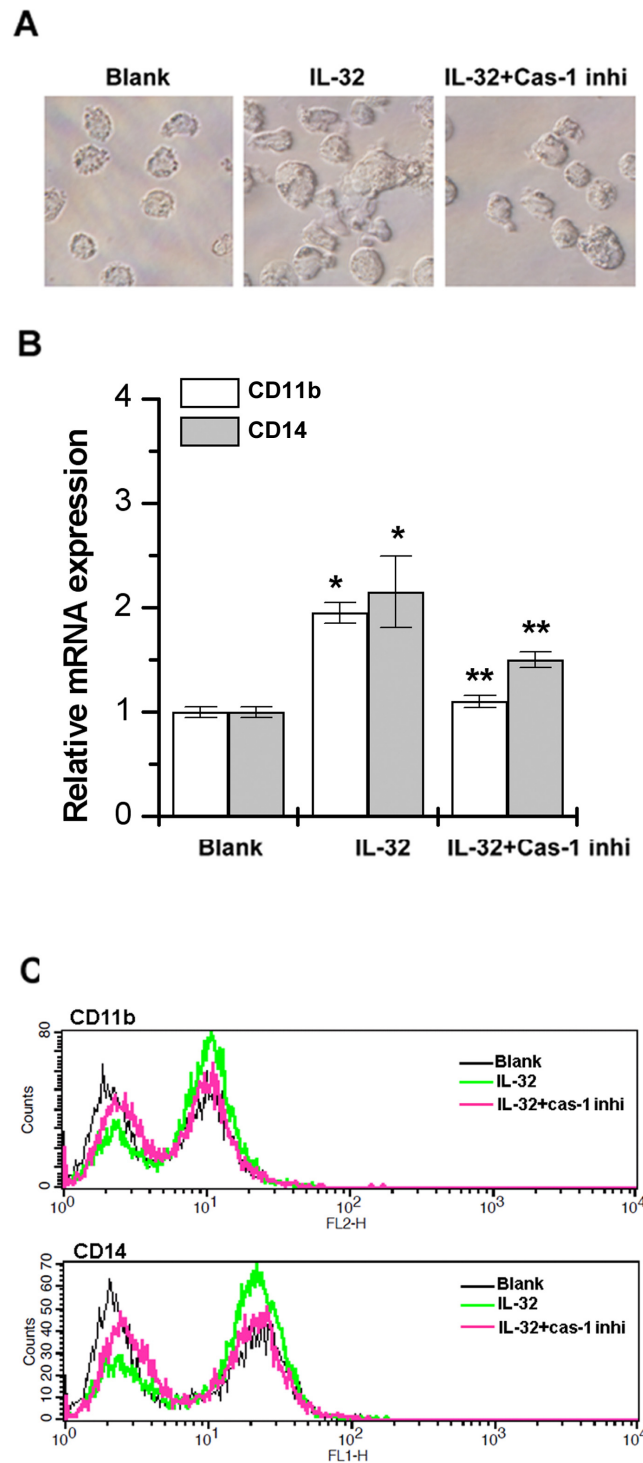 A
Blank IL-32 IL-32+Cas-1 inhi
B
CD11b
CD14
Relative mRNA expression
4
3
2
1
0
* *
** **
Blank IL-32 IL-32+Cas-1 inhi
C
CD11b
80
0
Counts
Blank
IL-32
IL-32+cas-1 inhi
10⁰ 10¹ 10² 10³ 10⁴
FL2-H
CD14
70
60
50
40
30
20
10
0
Counts
Blank
IL-32
IL-32+cas-1 inhi
10⁰ 10¹ 10² 10³ 10⁴
FL1-H